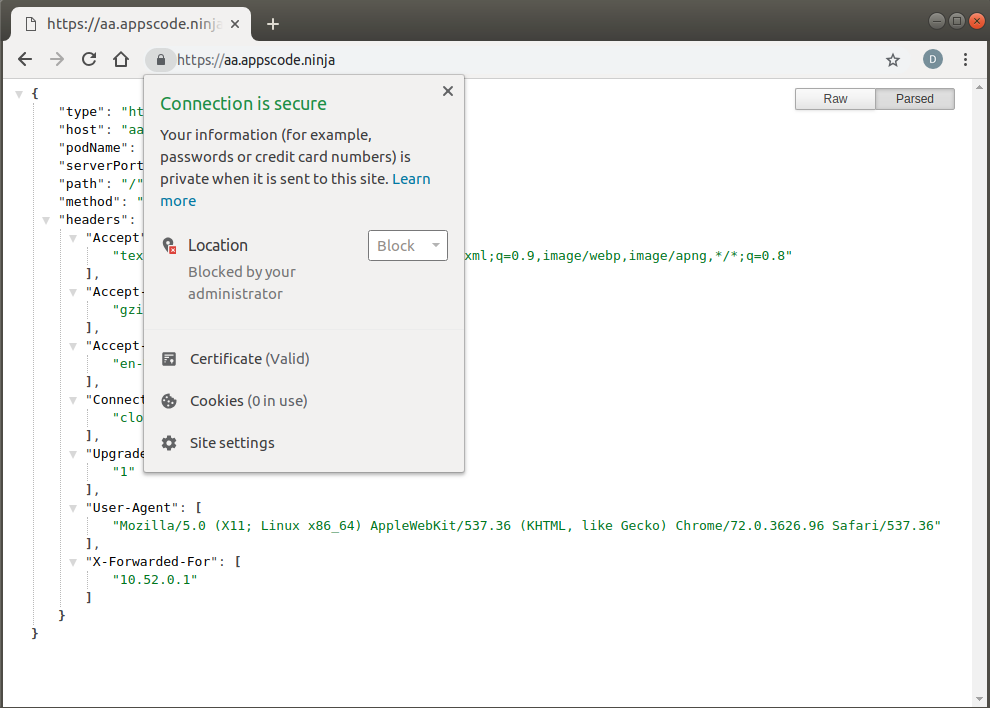 https://aa.appscode.ninja
https://aa.appscode.ninja
D
Raw
Parsed
{
"type": "ht
"host": "aa
"podName":
"serverPort
"path": "/"
"method": "
"headers":
"Accept"
"tex
xml;q=0.9,image/webp,image/apng,*/*;q=0.8"
],
"Accept-
"gzi
],
"Accept-
"en-
],
"Connect
"clo
],
"Upgrade
"1"
],
"User-Agent": [
"Mozilla/5.0 (X11; Linux x86_64) AppleWebKit/537.36 (KHTML, like Gecko) Chrome/72.0.3626.96 Safari/537.36"
],
"X-Forwarded-For": [
"10.52.0.1"
]
}
}
Connection is secure
Your information (for example,
passwords or credit card numbers) is
private when it is sent to this site. Learn
more
Location
Block
Blocked by your
administrator
Certificate (Valid)
Cookies (0 in use)
Site settings